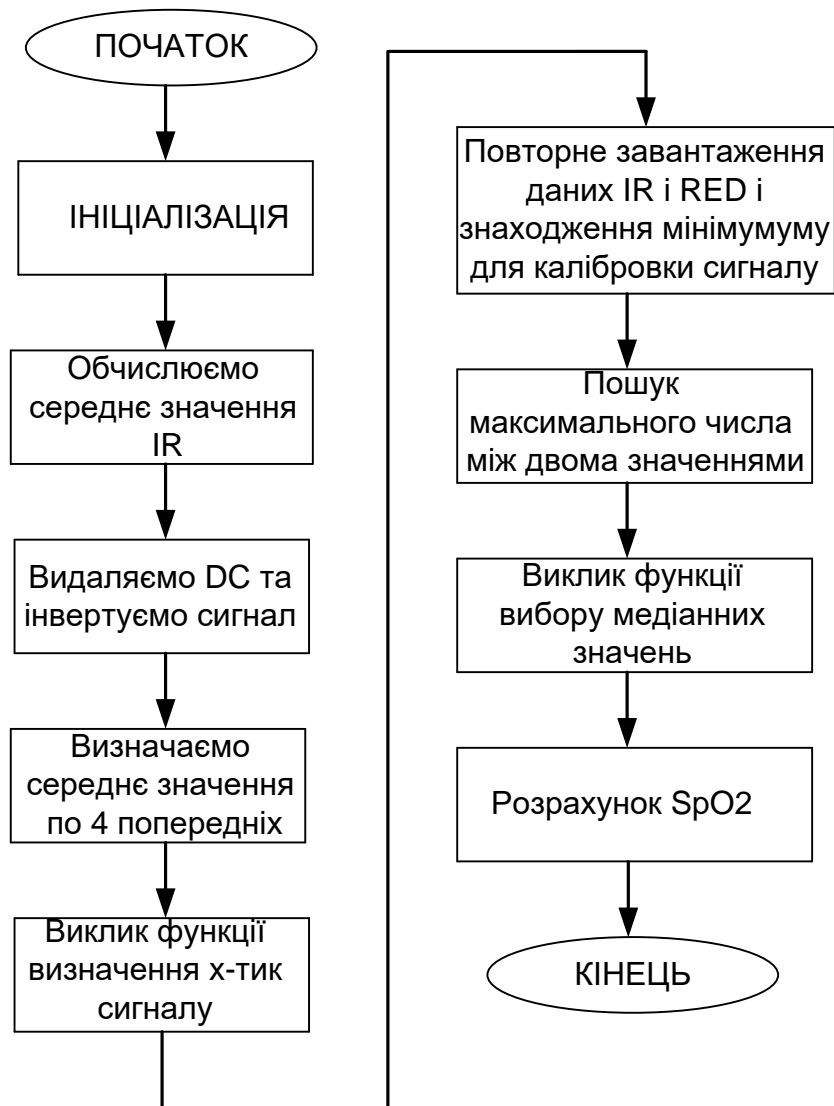 ПОЧАТОК
ІНІЦІАЛІЗАЦІЯ
Обчислюємо
середнє значення
IR
Видаляємо DC та
інвертуємо сигнал
Визначаємо
середнє значення
по 4 попередніх
Виклик функції
визначення х-тик
сигналу
Повторне завантаження
даних IR і RED і
знаходження мінімумуму
для калібровки сигналу
Пошук
максимального числа
між двома значеннями
Виклик функції
вибору медіанних
значень
Розрахунок SpO2
КІНЕЦЬ